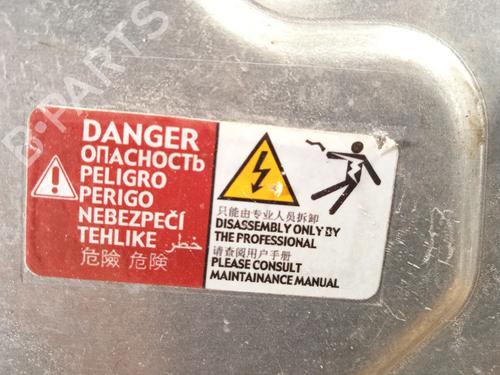 B-PARTS
DANGER
ОПАСНОСТЬ
PELIGRO
PERIGO
NEBEZPEČÍ
TEHLIKE خطر
危險 危険
只能由专业人员拆卸
DISASSEMBLY ONLY BY
THE PROFESSIONAL
请查阅用户手册
PLEASE CONSULT
MAINTAINANCE MANUAL